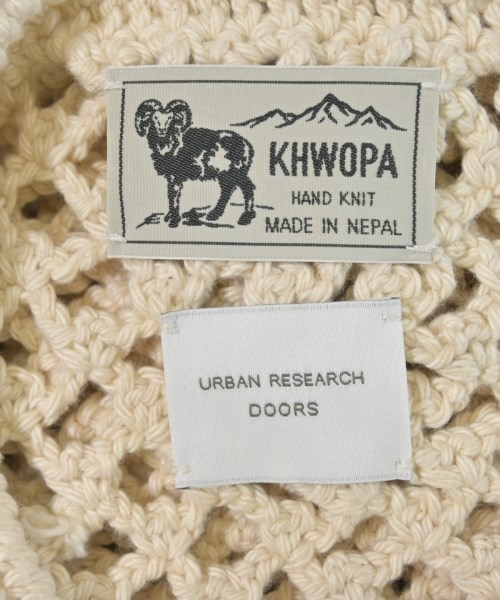 KHWOPA
HAND KNIT
MADE IN NEPAL
URBAN RESEARCH
DOORS